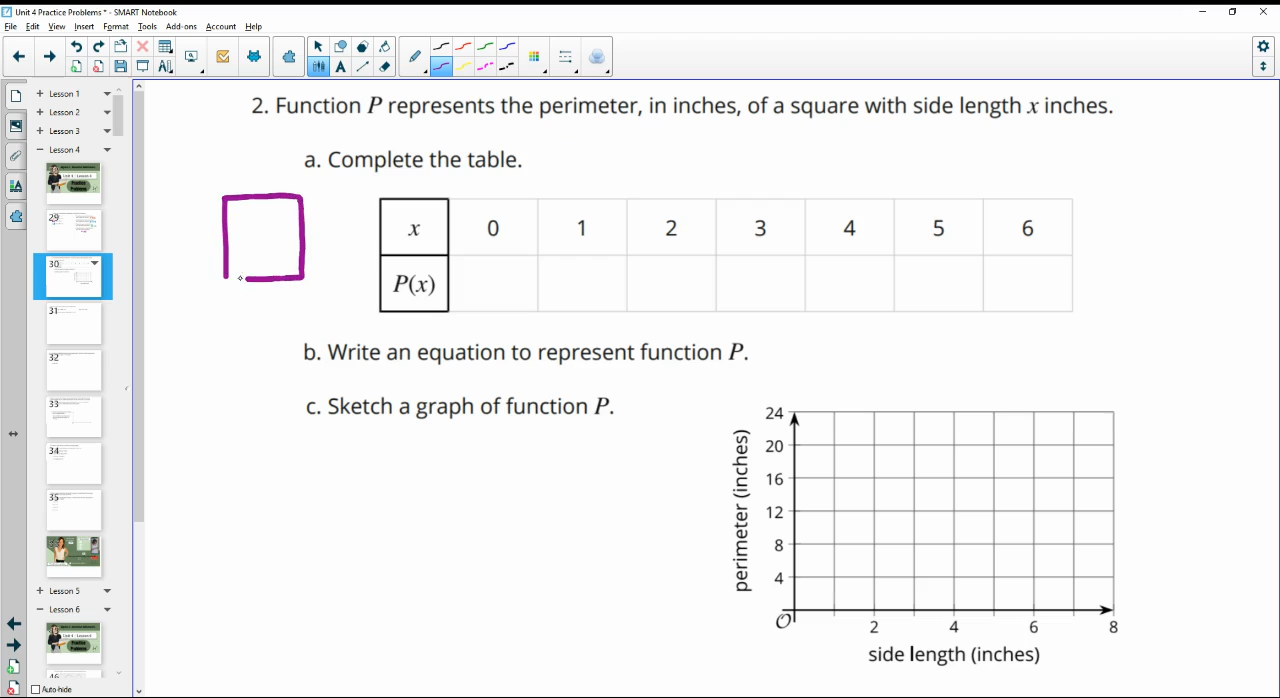 Unit 4 Practice Problems * - SMART Notebook
File Edit View Insert Format Tools Add-ons Account Help
Lesson 1
Lesson 2
Lesson 3
Lesson 4
29
30
31
32
33
34
35
Lesson 5
Lesson 6
Practice
Problems
46
Auto-hide
2. Function P represents the perimeter, in inches, of a square with side length x inches.
a. Complete the table.
x 0 1 2 3 4 5 6
P(x)
b. Write an equation to represent function P.
c. Sketch a graph of function P.
perimeter (inches)
24
20
16
12
8
4
O
2 4 6 8
side length (inches)